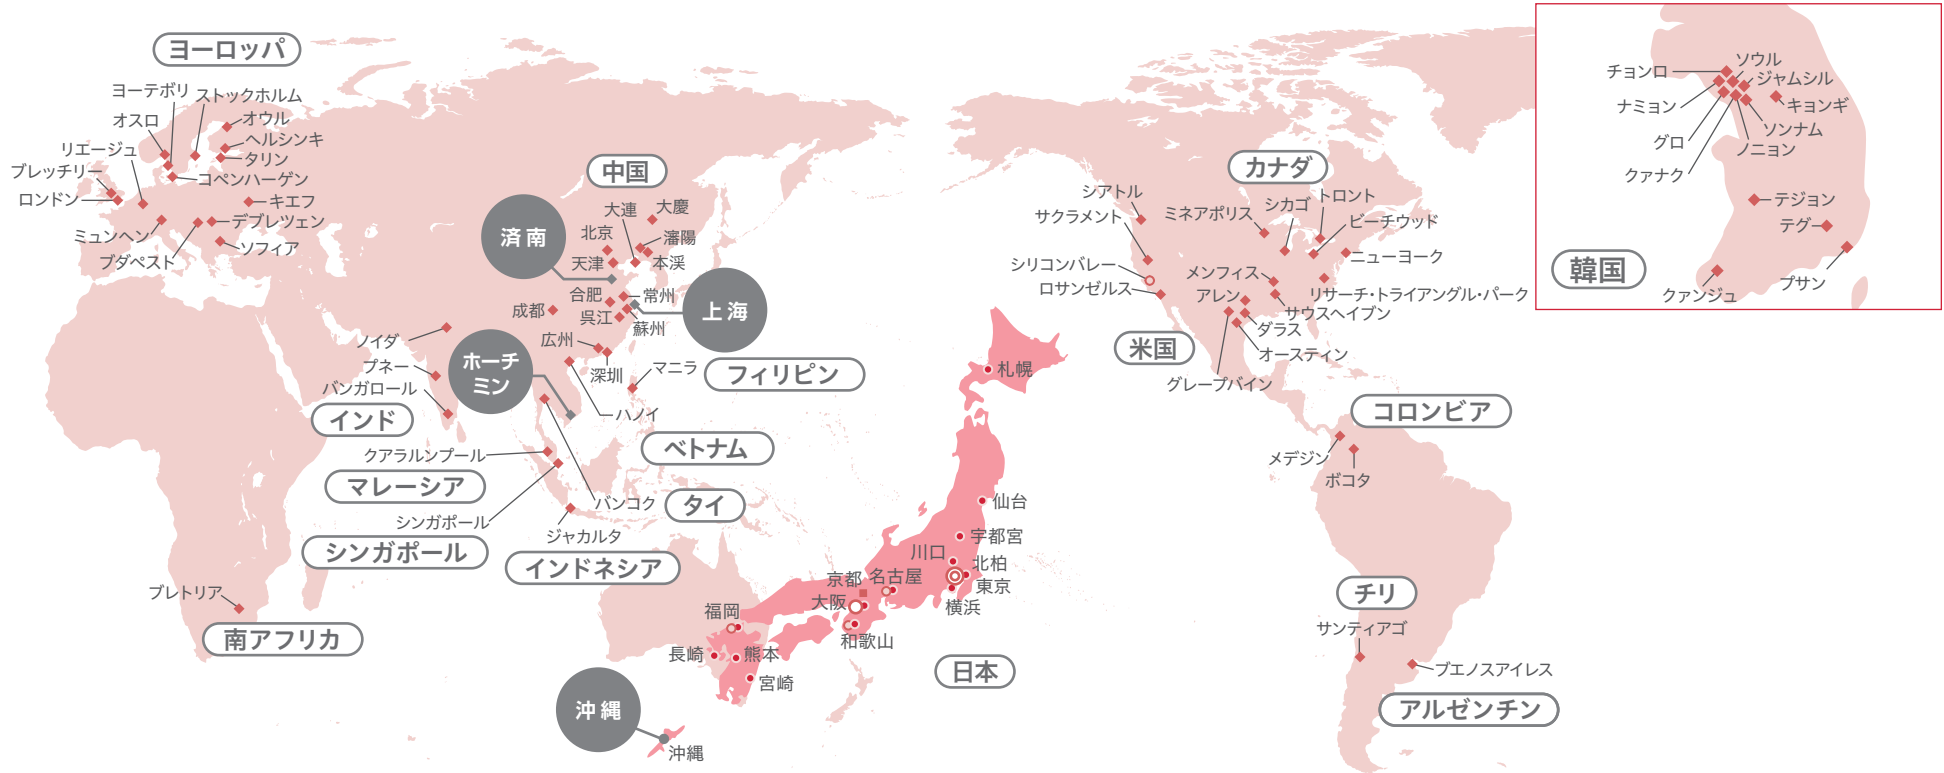 ヨーロッパ
ヨーテボリ
ストックホルム
オスロ
オウル
リエージュ
ヘルシンキ
タリン
ブレッチリー
コペンハーゲン
ロンドン
キエフ
デブレツェン
ミュンヘン
ソフィア
ブダペスト
中国
大慶
大連
済南
北京
瀋陽
天津
本渓
合肥
常州
上海
成都
呉江
蘇州
広州
深圳
ノイダ
プネー
バンガロール
インド
ホーチ
ミン
マニラ
フィリピン
ハノイ
ベトナム
クアラルンプール
マレーシア
バンコク
タイ
シンガポール
シンガポール
ジャカルタ
インドネシア
プレトリア
南アフリカ
札幌
仙台
宇都宮
川口
北柏
東京
横浜
名古屋
京都
大阪
和歌山
福岡
長崎
熊本
宮崎
日本
沖縄
沖縄
カナダ
シアトル
トロント
シカゴ
サクラメント
ミネアポリス
ビーチウッド
ニューヨーク
シリコンバレー
メンフィス
ロサンゼルス
アレン
リサーチ・トライアングル・パーク
サウスヘイブン
ダラス
オースティン
米国
グレープバイン
コロンビア
メデジン
ボコタ
チリ
サンティアゴ
ブエノスアイレス
アルゼンチン
ソウル
チョンロ
ジャムシル
ナミョン
キョンギ
ソンナム
グロ
ノニョン
クァナク
テジョン
テグ
韓国
プサン
クァンジュ